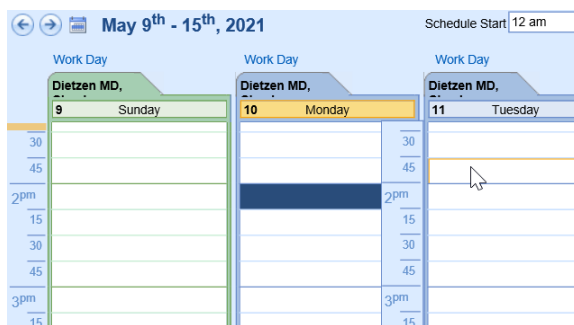 May 9th - 15th, 2021
Schedule Start 12 am
Work Day Work Day Work Day
Dietzen MD, Dietzen MD, Dietzen MD,
9 Sunday 10 Monday 11 Tuesday
30 30
45 45
2pm 2pm
15 15
30 30
45 45
3pm 3pm
15 15